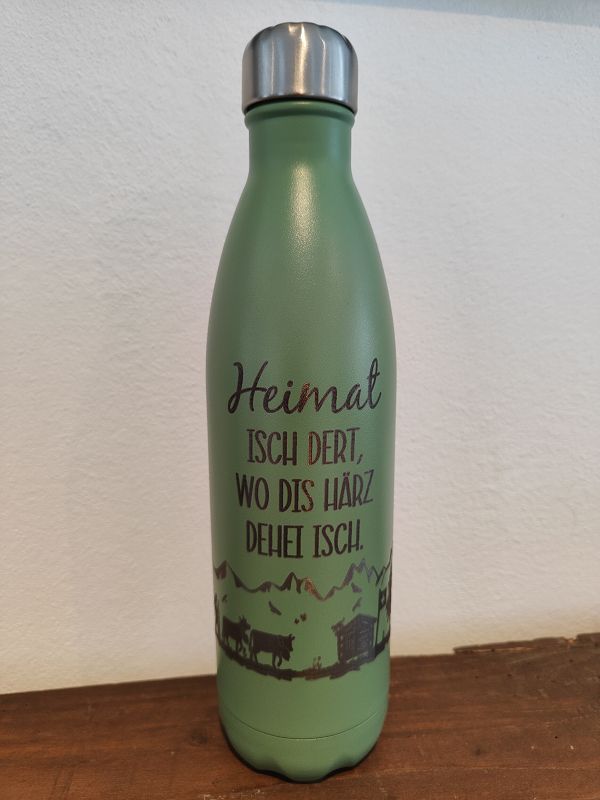 Heimat
ISCH DERT,
WO DIS HÄRZ
DEHEI ISCH.